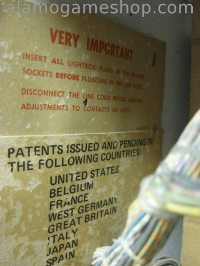 alamogameshop.com
VERY IMPORTANT
INSERT ALL LIGHTBOX PLUGS IN THE
SOCKETS BEFORE PLUGGING IN THE LINE CORD
DISCONNECT THE LINE CORD BEFORE MAKING
ADJUSTMENTS TO CONTACTS OR
PATENTS ISSUED AND PENDING IN
THE FOLLOWING COUNTRIES:
UNITED STATES
BELGIUM
FRANCE
WEST GERMANY
GREAT BRITAIN
ITALY
JAPAN
SPAIN